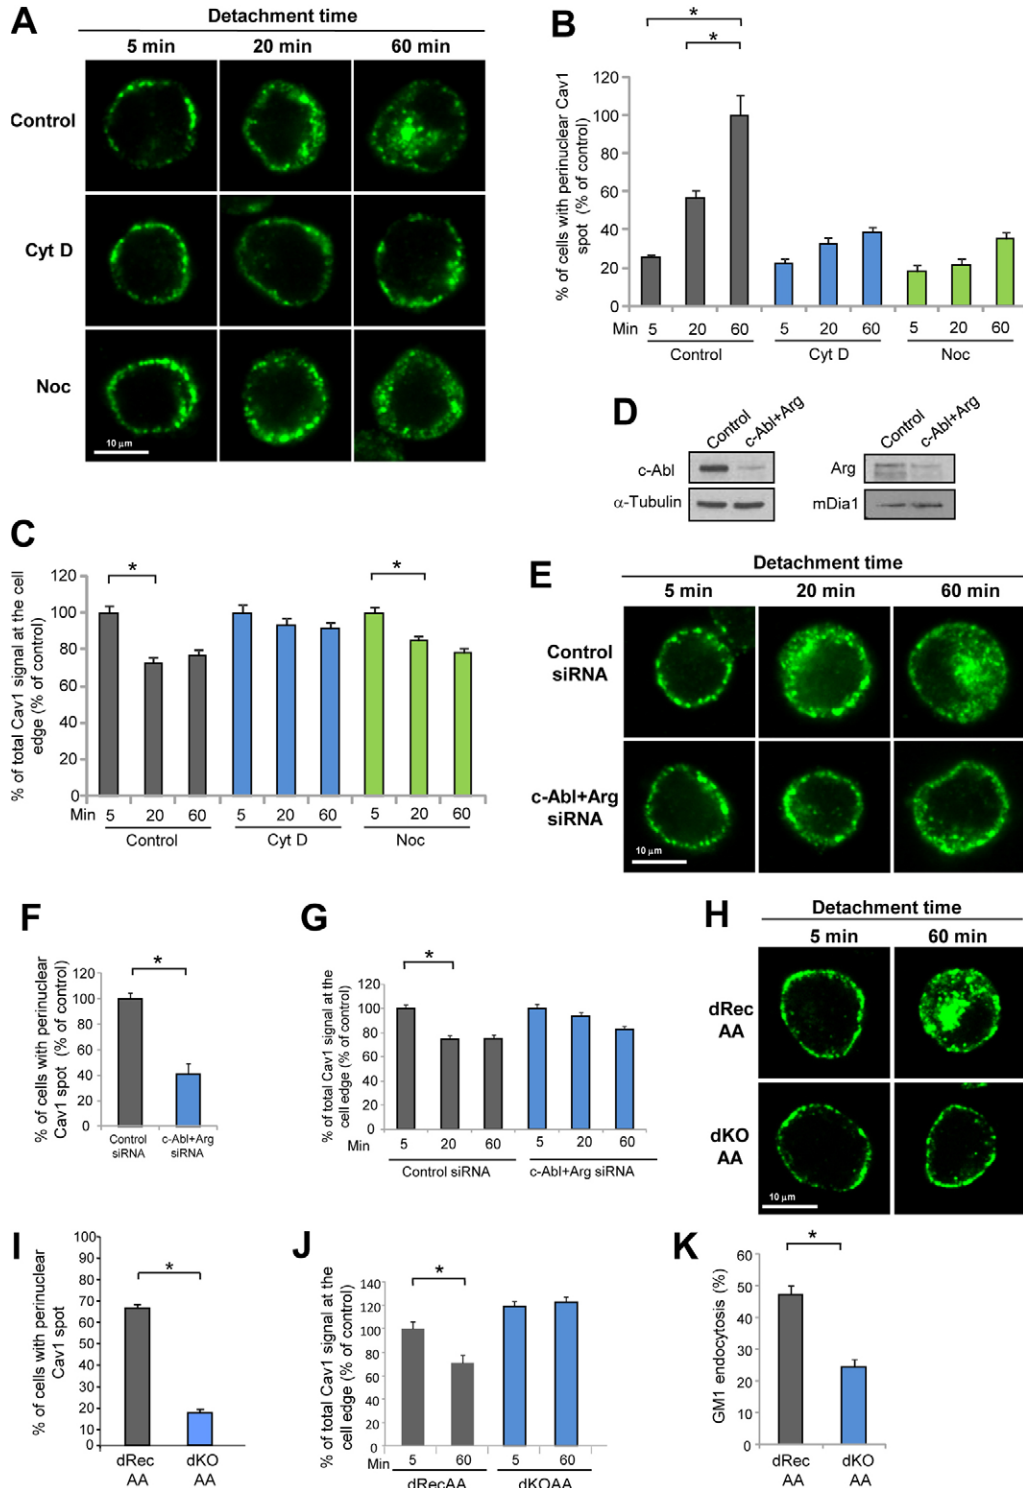 A
Detachment time
5 min 20 min 60 min
Control
Cyt D
Noc
10 µm
B
* 
*
% of cells with perinuclear Cav1
spot (% of control)
120
100
80
60
40
20
0
Min 5 20 60 5 20 60 5 20 60
Control Cyt D Noc
D
Control c-Abl+Arg
c-Abl
α-Tubulin
Control c-Abl+Arg
Arg
mDia1
C
% of total Cav1 signal at the cell
edge (% of control)
120
100
80
60
40
20
0
* *
Min 5 20 60 5 20 60 5 20 60
Control Cyt D Noc
E
Detachment time
5 min 20 min 60 min
Control
siRNA
c-Abl+Arg
siRNA
10 µm
F
% of cells with perinuclear
Cav1 spot (% of control)
*
120
100
80
60
40
20
0
Control
siRNA
c-Abl+Arg
siRNA
G
% of total Cav1 signal at the
cell edge (% of control)
*
120
100
80
60
40
20
0
Min 5 20 60 5 20 60
Control siRNA c-Abl+Arg siRNA
H
Detachment time
5 min 60 min
dRec
AA
dKO
AA
10 µm
I
% of cells with perinuclear
Cav1 spot
*
100
90
80
70
60
50
40
30
20
10
0
dRec
AA
dKO
AA
J
% of total Cav1 signal at the
cell edge (% of control)
*
140
120
100
80
60
40
20
0
Min 5 60 5 60
dRecAA dKOAA
K
GM1 endocytosis (%)
*
60
50
40
30
20
10
0
dRec
AA
dKO
AA